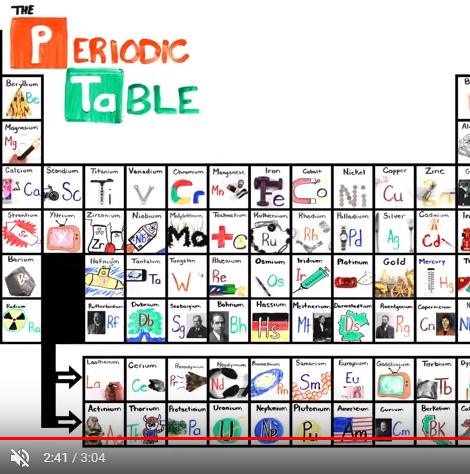 THE
PERIODIC
TaBLE
Beryllium
Be
Magnesium
Mg
Calcium Scandium Titanium Vanadium Chromium Manganese Iron Cobalt Nickel Copper Zinc
Ca Sc Ti V Cr Mn Fe Co Ni Cu Zn
Strontium Yttrium Zirconium Niobium Molybdenum Technetium Ruthenium Rhodium Palladium Silver Cadmium
Sr Zr Nb Mo Tc Ru Rh Pd Ag Cd
Barium Hafnium Tantalum Tungsten Rhenium Osmium Iridium Platinum Gold Mercury
Ba Ta W Re Os Ir Hg
Radium Rutherfordium Dubnium Seaborgium Bohrium Hassium Meitnerium Darmstadtium Roentgenium Copernicium
Ra Rf Db Sg Bh Hs Mt Ds Rg Cn
Lanthanum Cerium Praseodymium Neodymium Promethium Samarium Europium Gadolinium Terbium
La Ce Pr Nd Pm Sm Eu Gd Tb
Actinium Thorium Protactinium Uranium Neptunium Plutonium Americium Curium Berkelium
Ac Th Pa U Np Pu Am Cm BK
2:41 / 3:04